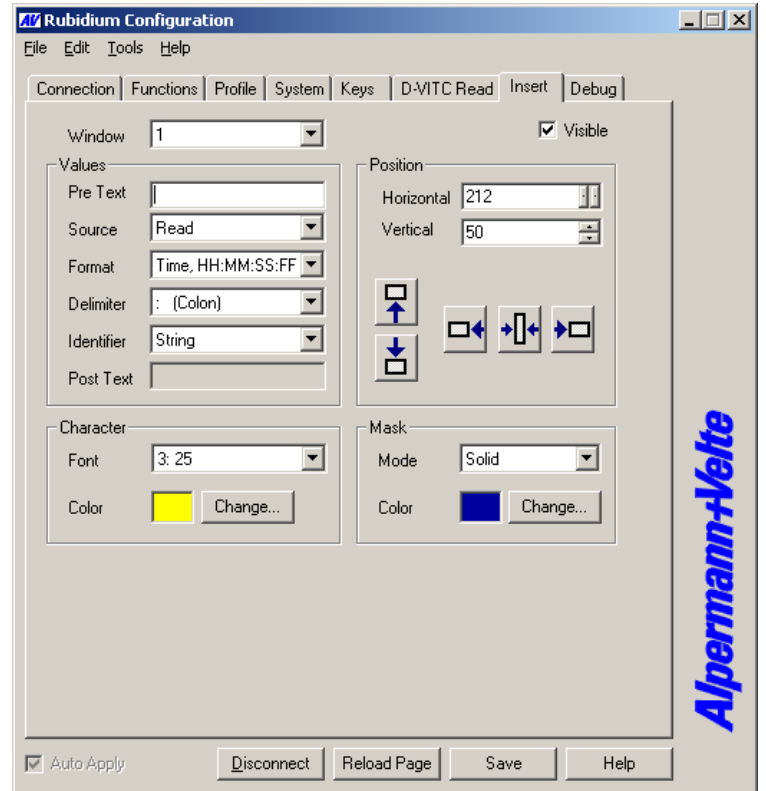 AV Rubidium Configuration
File Edit Tools Help
Connection Functions Profile System Keys D-VITC Read Insert Debug
Window 1 Visible
Values
Pre Text
Source Read
Format Time, HH:MM:SS:FF
Delimiter : (Colon)
Identifier String
Post Text
Position
Horizontal 212
Vertical 50
Character
Font 3: 25
Color Change...
Mask
Mode Solid
Color Change...
Alpermann+Velte
Auto Apply Disconnect Reload Page Save Help